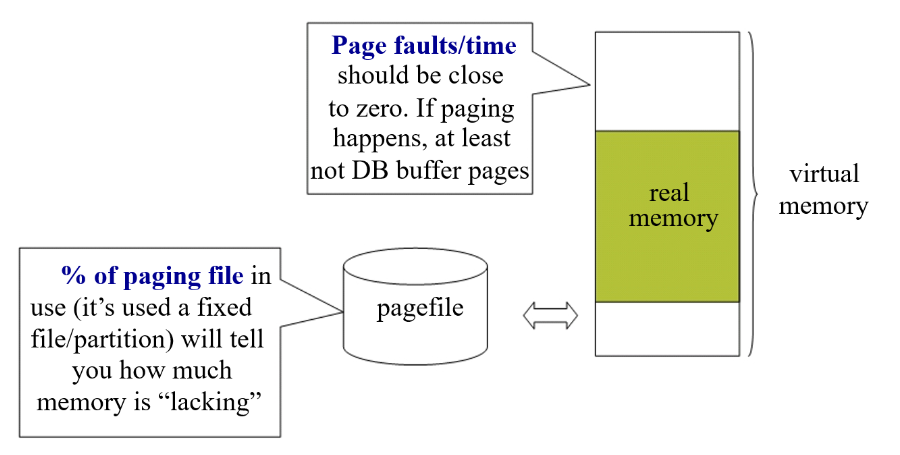 Page faults/time
should be close
to zero. If paging
happens, at least
not DB buffer pages
real
memory
virtual
memory
% of paging file in
use (it’s used a fixed
file/partition) will tell
you how much
memory is “lacking”
pagefile